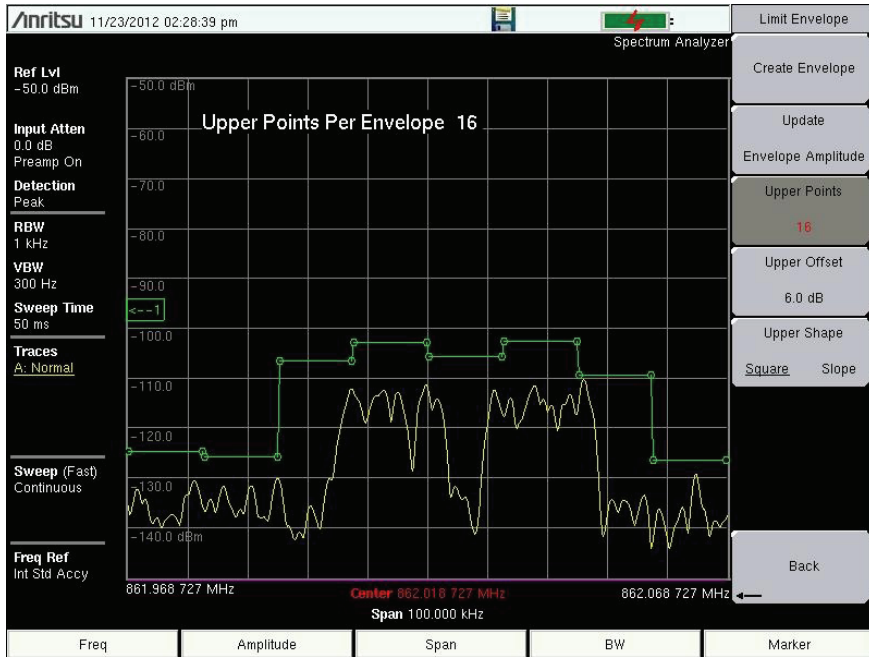 Anritsu 11/23/2012 02:28:39 pm
Spectrum Analyzer
Ref Lvl
-50.0 dBm
Input Atten
0.0 dB
Preamp On
Detection
Peak
RBW
1 kHz
VBW
300 Hz
Sweep Time
50 ms
Traces
A: Normal
Sweep (Fast)
Continuous
Freq Ref
Int Std Accy
-50.0 dBm
Upper Points Per Envelope 16
-60.0
-70.0
-80.0
-90.0
<--1
-100.0
-110.0
-120.0
-130.0
-140.0 dBm
861.968 727 MHz
Center 862.018 727 MHz
862.068 727 MHz
Span 100.000 kHz
Limit Envelope
Create Envelope
Update
Envelope Amplitude
Upper Points
16
Upper Offset
6.0 dB
Upper Shape
Square Slope
Back
Freq Amplitude Span BW Marker